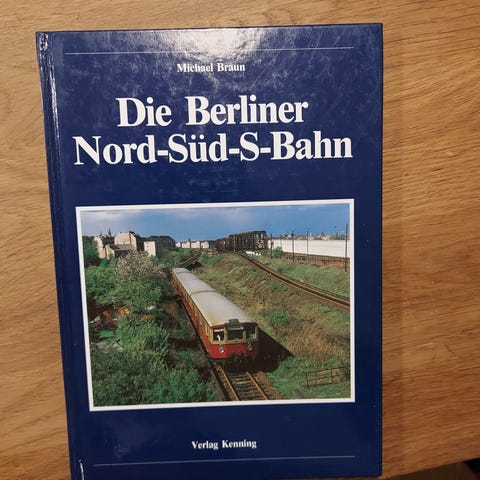 Michael Braun
Die Berliner
Nord-Süd-S-Bahn
Verlag Kenning